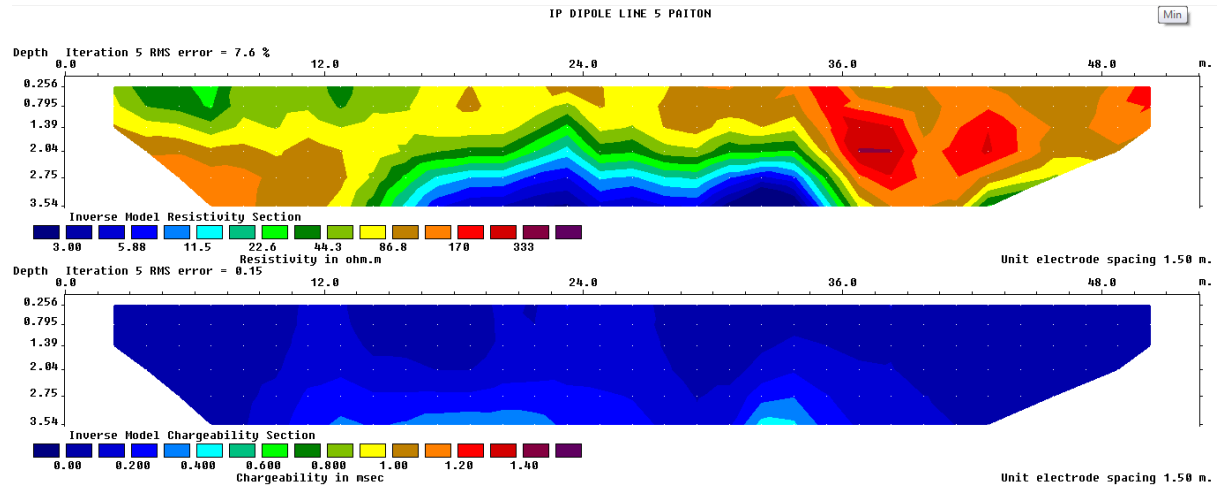 IP DIPOLE LINE 5 PAITON
Min
Depth Iteration 5 RMS error = 7.6 %
0.0 12.0 24.0 36.0 48.0 m.
0.256
0.795
1.39
2.04
2.75
3.54
Inverse Model Resistivity Section
3.00 5.88 11.5 22.6 44.3 86.8 170 333
Resistivity in ohm.m
Unit electrode spacing 1.50 m.
Depth Iteration 5 RMS error = 0.15
0.0 12.0 24.0 36.0 48.0 m.
0.256
0.795
1.39
2.04
2.75
3.54
Inverse Model Chargeability Section
0.00 0.200 0.400 0.600 0.800 1.00 1.20 1.40
Chargeability in msec
Unit electrode spacing 1.50 m.